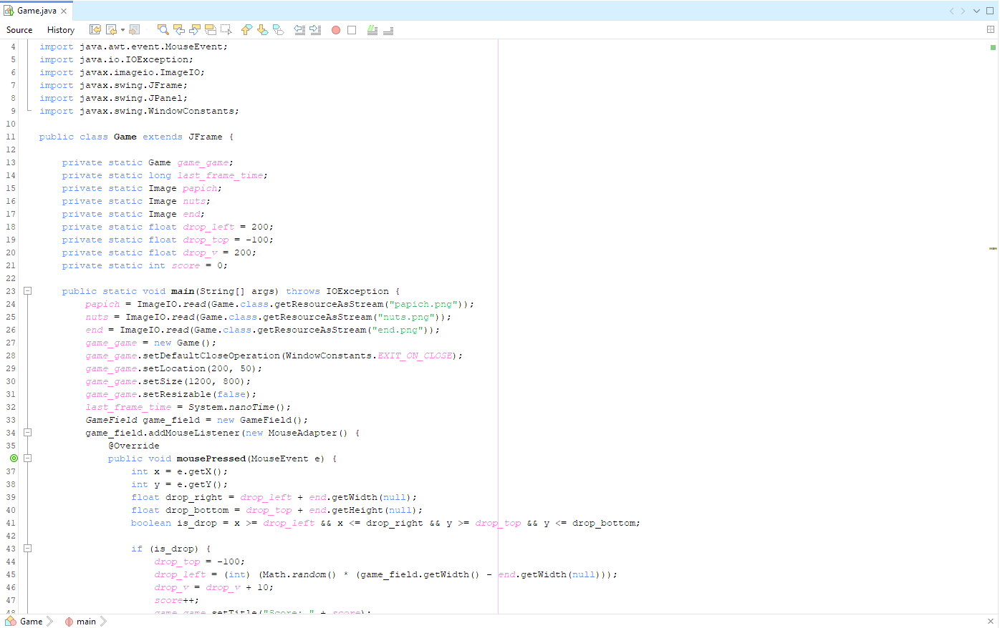 Game.java
Source History
4 import java.awt.event.MouseEvent;
5 import java.io.IOException;
6 import javax.imageio.ImageIO;
7 import javax.swing.JFrame;
8 import javax.swing.JPanel;
9 import javax.swing.WindowConstants;
10
11 public class Game extends JFrame {
12
13 private static Game game_game;
14 private static long last_frame_time;
15 private static Image papich;
16 private static Image nuts;
17 private static Image end;
18 private static float drop_left = 200;
19 private static float drop_top = -100;
20 private static float drop_v = 200;
21 private static int score = 0;
22
23 public static void main(String[] args) throws IOException {
24 papich = ImageIO.read(Game.class.getResourceAsStream("papich.png"));
25 nuts = ImageIO.read(Game.class.getResourceAsStream("nuts.png"));
26 end = ImageIO.read(Game.class.getResourceAsStream("end.png"));
27 game_game = new Game();
28 game_game.setDefaultCloseOperation(WindowConstants.EXIT_ON_CLOSE);
29 game_game.setLocation(200, 50);
30 game_game.setSize(1200, 800);
31 game_game.setResizable(false);
32 last_frame_time = System.nanoTime();
33 GameField game_field = new GameField();
34 game_field.addMouseListener(new MouseAdapter() {
35 @Override
public void mousePressed(MouseEvent e) {
37 int x = e.getX();
38 int y = e.getY();
39 float drop_right = drop_left + end.getWidth(null);
40 float drop_bottom = drop_top + end.getHeight(null);
41 boolean is_drop = x >= drop_left && x <= drop_right && y >= drop_top && y <= drop_bottom;
42
43 if (is_drop) {
44 drop_top = -100;
45 drop_left = (int) (Math.random() * (game_field.getWidth() - end.getWidth(null)));
46 drop_v = drop_v + 10;
47 score++;
48 game_game.setTitle("Score: " + score);
Game main